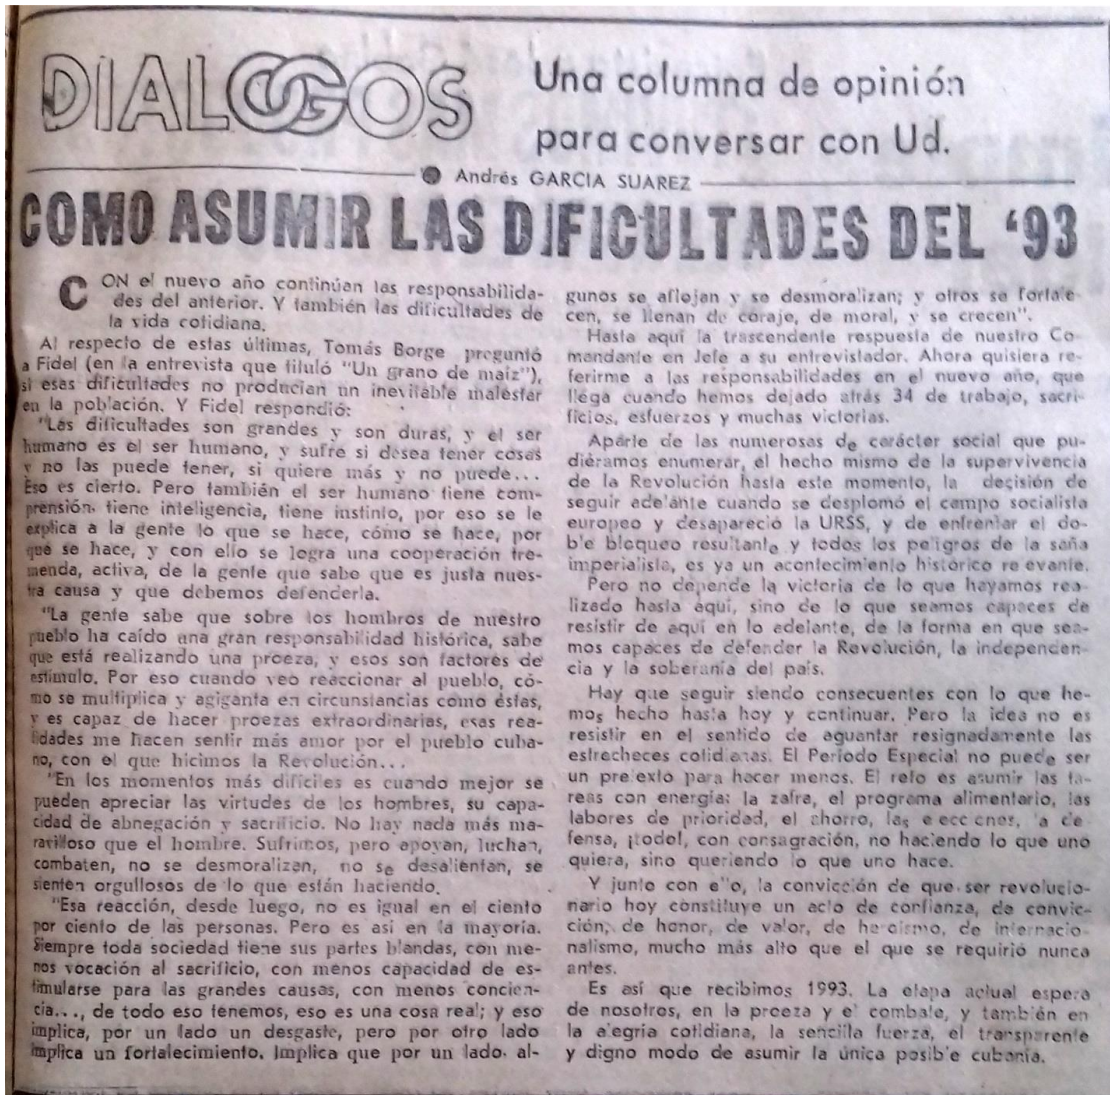 DIALOGOS
Una columna de opinión
para conversar con Ud.
Andrés GARCIA SUAREZ
COMO ASUMIR LAS DIFICULTADES DEL '93
CON el nuevo año continúan las responsabilida-
des del anterior. Y también las dificultades de
la vida cotidiana.
Al respecto de estas últimas, Tomás Borge preguntó
a Fidel (en la entrevista que tituló "Un grano de maíz"),
si esas dificultades no producían un inevitable malestar
en la población. Y Fidel respondió:
"Las dificultades son grandes y son duras, y el ser
humano es el ser humano, y sufre si desea tener cosas
y no las puede tener, si quiere más y no puede...
Eso es cierto. Pero también el ser humano tiene com-
prensión, tiene inteligencia, tiene instinto, por eso se le
explica a la gente lo que se hace, cómo se hace, por
qué se hace, y con ello se logra una cooperación tre-
menda, activa, de la gente que sabe que es justa nues-
tra causa y que debemos defenderla.
"La gente sabe que sobre los hombros de nuestro
pueblo ha caído una gran responsabilidad histórica, sabe
que está realizando una proeza, y esos son factores de
estímulo. Por eso cuando veo reaccionar al pueblo, có-
mo se multiplica y agiganta en circunstancias como éstas,
y es capaz de hacer proezas extraordinarias, esas rea-
lidades me hacen sentir más amor por el pueblo cuba-
no, con el que hicimos la Revolución...
"En los momentos más difíciles es cuando mejor se
pueden apreciar las virtudes de los hombres, su capa-
cidad de abnegación y sacrificio. No hay nada más ma-
ravilloso que el hombre. Sufrimos, pero apoyan, luchan,
combaten, no se desmoralizan, no se desalientan, se
sienten orgullosos de lo que están haciendo.
"Esa reacción, desde luego, no es igual en el ciento
por ciento de las personas. Pero es así en la mayoría.
Siempre toda sociedad tiene sus partes blandas, con me-
nos vocación al sacrificio, con menos capacidad de es-
timularse para las grandes causas, con menos concien-
cia..., de todo eso tenemos, eso es una cosa real; y eso
implica, por un lado un desgaste, pero por otro lado
implica un fortalecimiento. Implica que por un lado. al-
gunos se aflojan y se desmoralizan; y otros se fortale-
cen, se llenan de coraje, de moral, y se crecen".
Hasta aquí la trascendente respuesta de nuestro Co-
mandante en Jefe a su entrevistador. Ahora quisiera re-
ferirme a las responsabilidades en el nuevo año, que
llega cuando hemos dejado atrás 34 de trabajo, sacri-
ficios, esfuerzos y muchas victorias.
Aparte de las numerosas de carácter social que pu-
diéramos enumerar, el hecho mismo de la supervivencia
de la Revolución hasta este momento, la decisión de
seguir adelante cuando se desplomó el campo socialista
europeo y desapareció la URSS, y de enfrentar el do-
ble bloqueo resultante y todos los peligros de la saña
imperialista, es ya un acontecimiento histórico re evante.
Pero no depende la victoria de lo que hayamos rea-
lizado hasta aquí, sino de lo que seamos capaces de
resistir de aquí en lo adelante, de la forma en que sea-
mos capaces de defender la Revolución, la independen-
cia y la soberanía del país.
Hay que seguir siendo consecuentes con lo que he-
mos hecho hasta hoy y continuar. Pero la idea no es
resistir en el sentido de aguantar resignadamente las
estrecheces cotidianas. El Período Especial no puede ser
un pre exto para hacer menos. El reto es asumir las ta-
reas con energía: la zafra, el programa alimentario, las
labores de prioridad, el ahorro, las e ecc ones, 'a de-
fensa, ¡todo!, con consagración, no haciendo lo que uno
quiera, sino queriendo lo que uno hace.
Y junto con e''o, la convicción de que ser revolucio-
nario hoy constituye un acto de confianza, de convic-
ción, de honor, de valor, de heroísmo, de internacio-
nalismo, mucho más alto que el que se requirió nunca
antes.
Es así que recibimos 1993. La etapa actual espera
de nosotros, en la proeza y el combate, y también en
la a'egría cotidiana, la sencilla fuerza, el transparente
y digno modo de asumir la única posible cubanía.